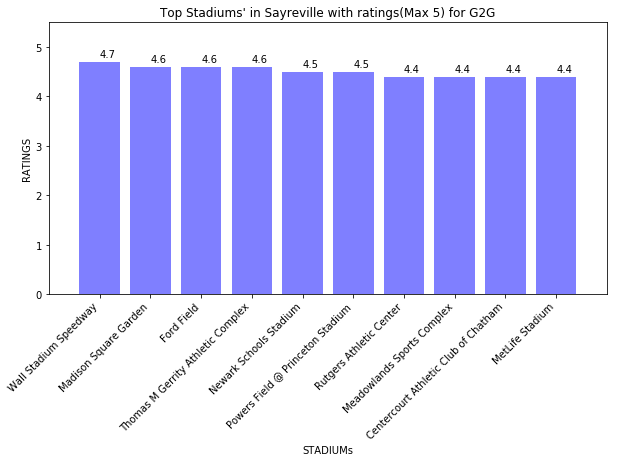 Top Stadiums' in Sayreville with ratings(Max 5) for G2G
4.7
4.6
4.6
4.6
4.5
4.5
4.4
4.4
4.4
4.4
5
4
3
2
1
0
RATINGS
Wall Stadium Speedway
Madison Square Garden
Ford Field
Thomas M Gerrity Athletic Complex
Newark Schools Stadium
Powers Field @ Princeton Stadium
Rutgers Athletic Center
Meadowlands Sports Complex
Centercourt Athletic Club of Chatham
MetLife Stadium
STADIUMs